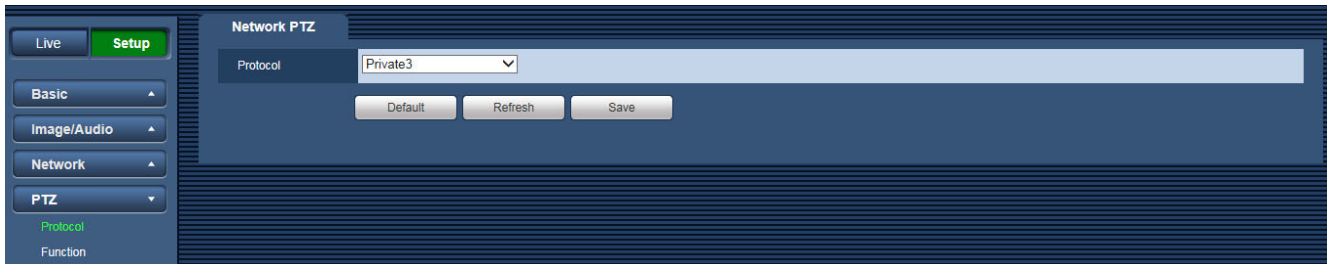 Live Setup
Basic
Image/Audio
Network
PTZ
Protocol
Function
Network PTZ
Protocol Private3
Default Refresh Save